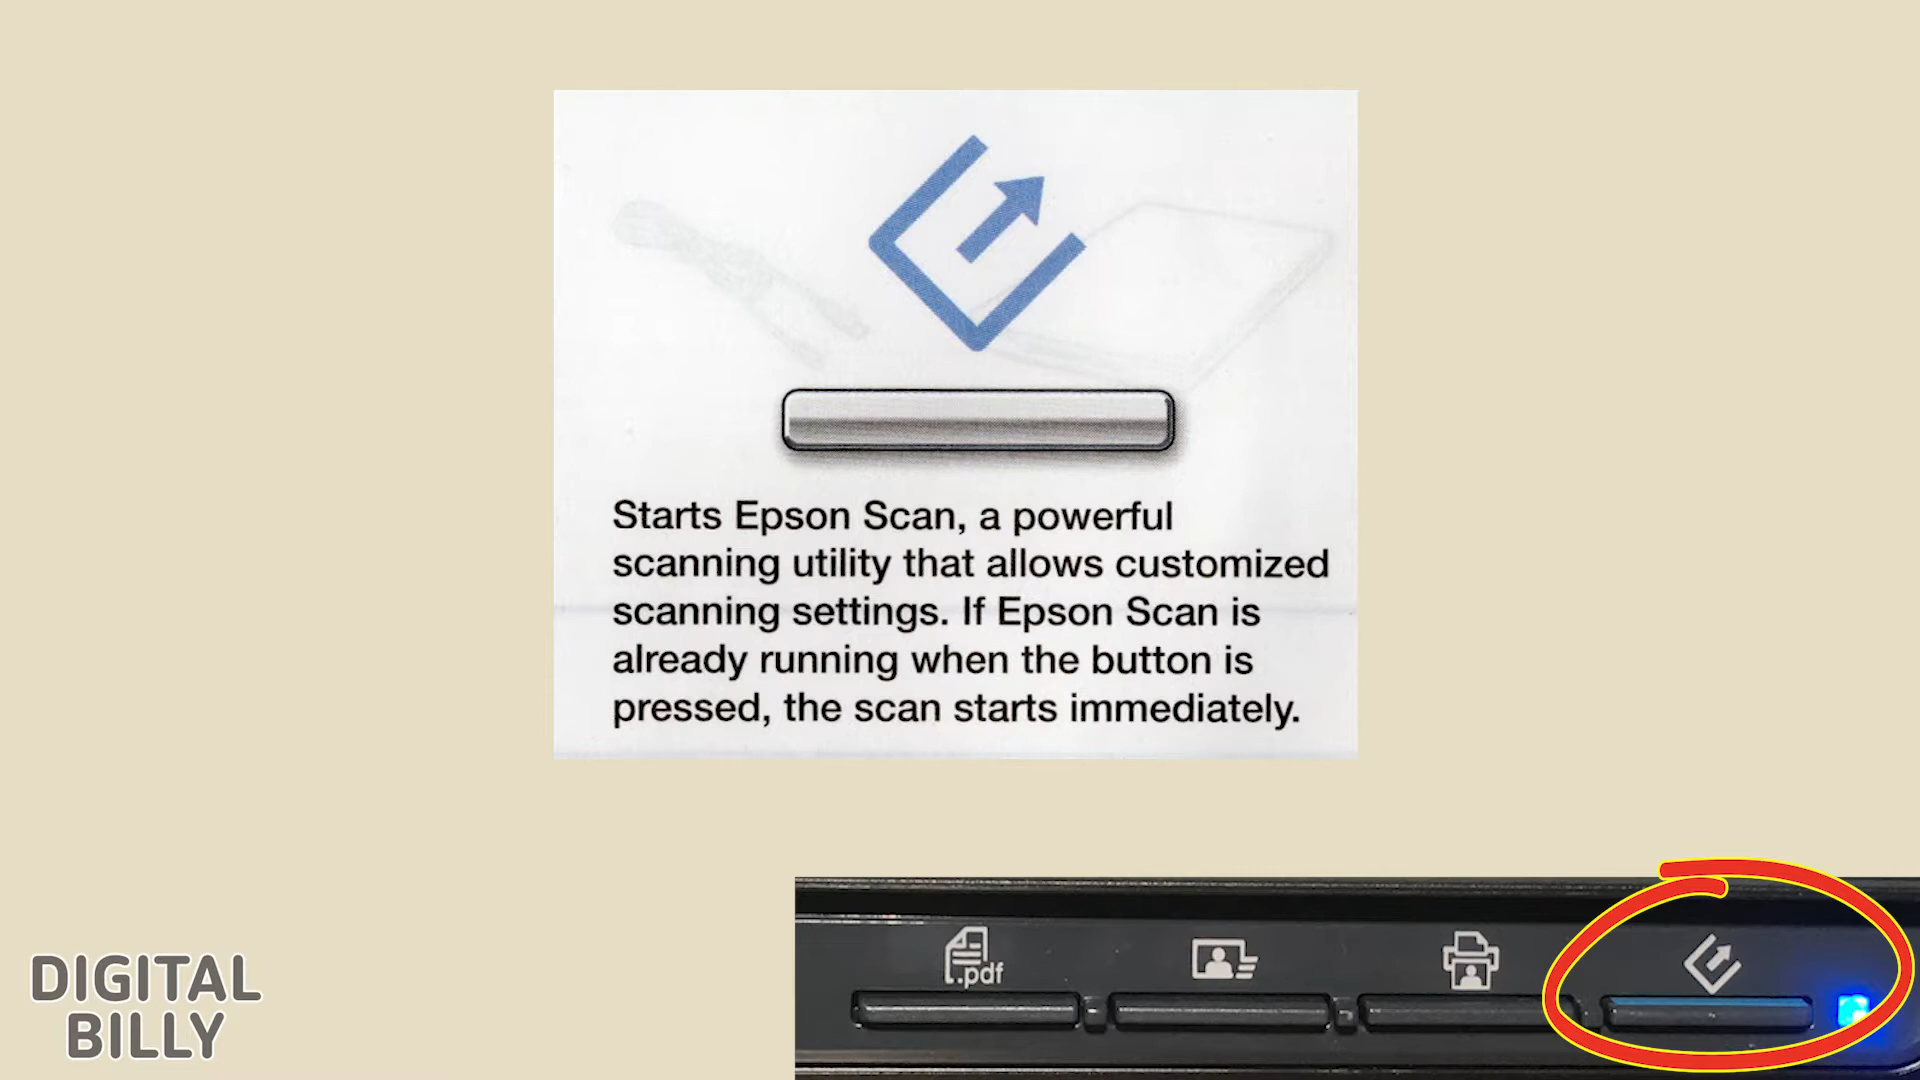 Starts Epson Scan, a powerful
scanning utility that allows customized
scanning settings. If Epson Scan is
already running when the button is
pressed, the scan starts immediately.
.pdf
DIGITAL
BILLY